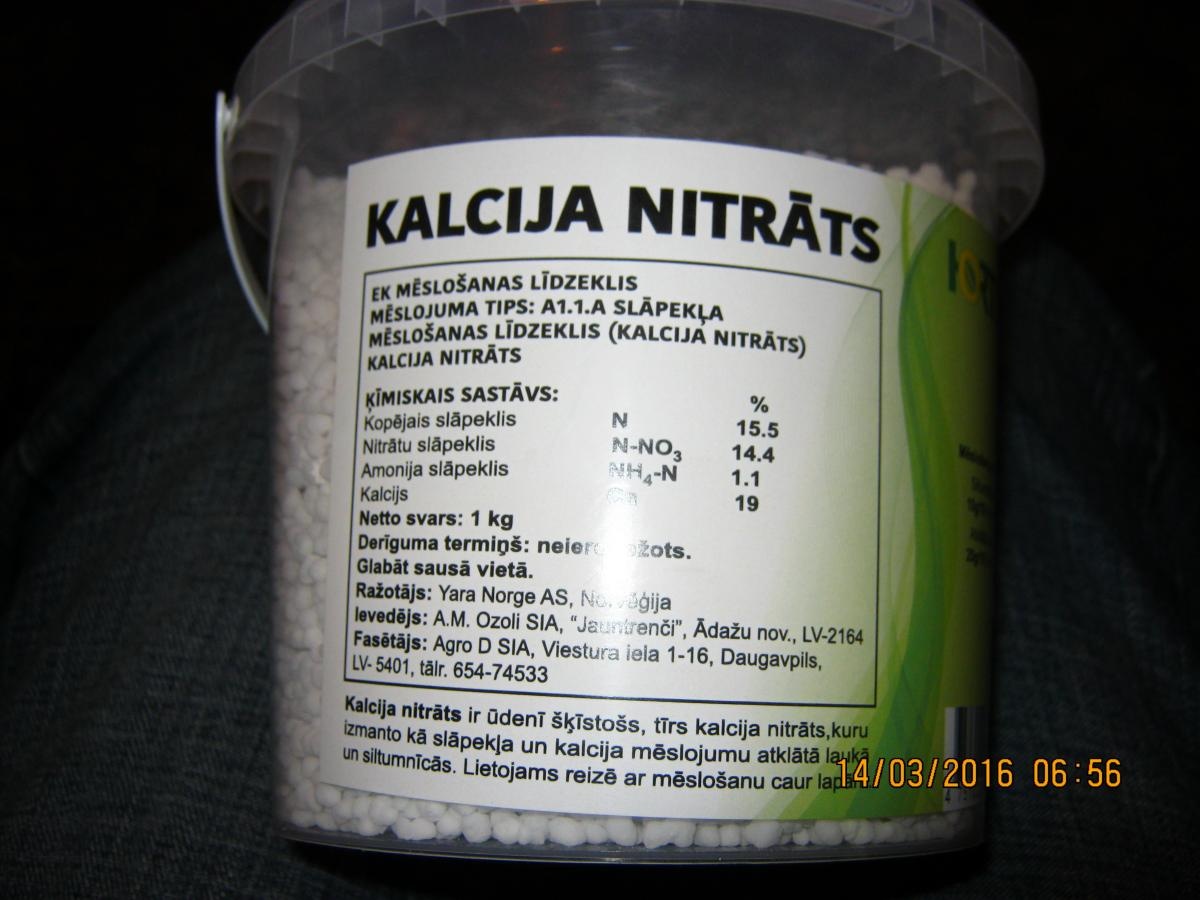 KALCIJA NITRĀTS
EK MĒSLOŠANAS LĪDZEKLIS
MĒSLOJUMA TIPS: A1.1.A SLĀPEKĻA
MĒSLOŠANAS LĪDZEKLIS (KALCIJA NITRĀTS)
KALCIJA NITRĀTS
ĶĪMISKAIS SASTĀVS: %
Kopējais slāpeklis N 15.5
Nitrātu slāpeklis N-NO₃ 14.4
Amonija slāpeklis NH₄-N 1.1
Kalcijs Ca 19
Netto svars: 1 kg
Derīguma termiņš:
Glabāt sausā vietā.
Ražotājs: Yara Norge AS, Norvēģija
Ievedējs: A.M. Ozoli SIA, “Jauntrenči”, Ādažu nov., LV-2164
Fasētājs: Agro D SIA, Viestura iela 1-16, Daugavpils,
LV- 5401, tālr. 654-74533
Kalcija nitrāts ir ūdenī šķīstošs, tīrs kalcija nitrāts,kuru
izmanto kā slāpekļa un kalcija mēslojumu atklātā laukā
un siltumnīcās. Lietojams reizē ar mēslošanu caur
14/03/2016 06:56